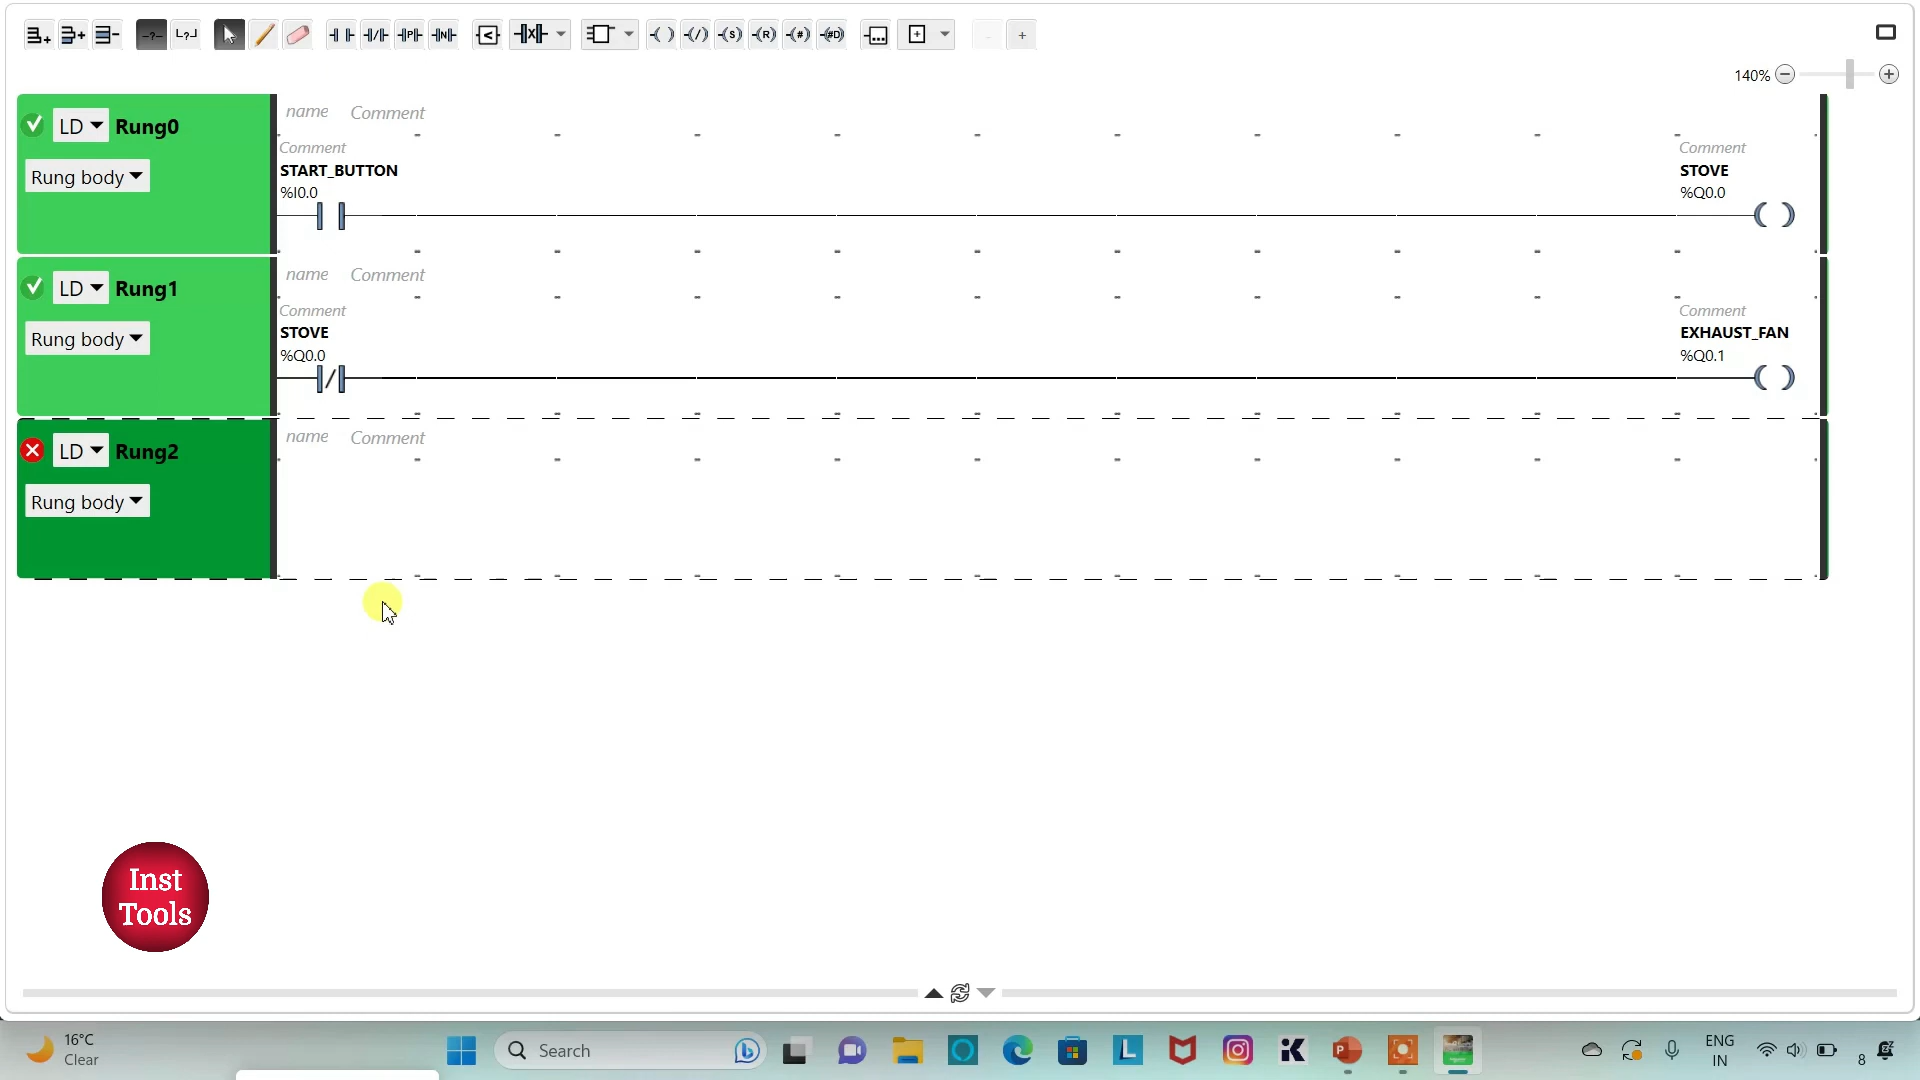 140%
LD Rung0
name Comment
Comment
Comment
Rung body
START_BUTTON
STOVE
%I0.0
%Q0.0
LD Rung1
name Comment
Comment
Comment
Rung body
STOVE
EXHAUST_FAN
%Q0.0
%Q0.1
LD Rung2
name Comment
Rung body
Inst
Tools
16°C
Clear
Search
ENG
IN
8